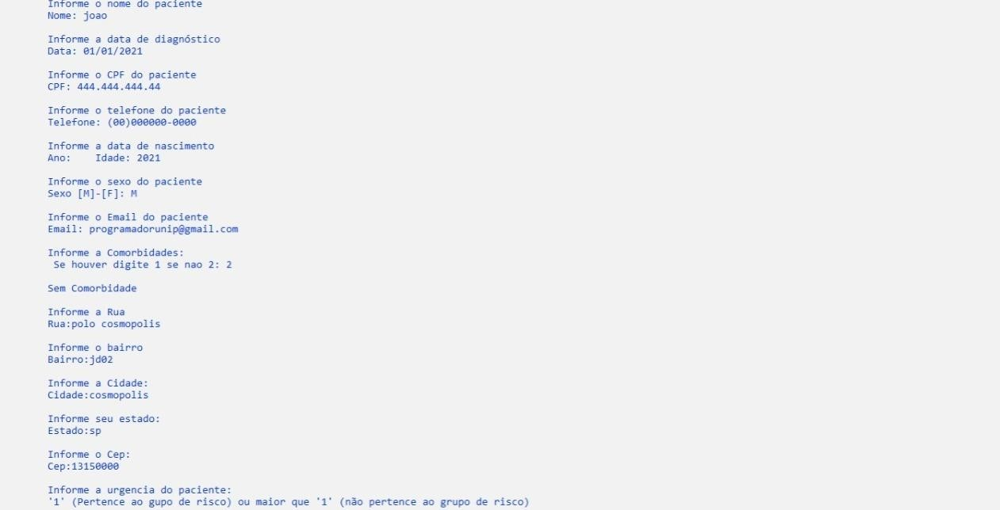 Informe o nome do paciente
Nome: joao
Informe a data de diagnóstico
Data: 01/01/2021
Informe o CPF do paciente
CPF: 444.444.444.44
Informe o telefone do paciente
Telefone: (00)000000-0000
Informe a data de nascimento
Ano:    Idade: 2021
Informe o sexo do paciente
Sexo [M]-[F]: M
Informe o Email do paciente
Email: programadorunip@gmail.com
Informe a Comorbidades:
Se houver digite 1 se nao 2: 2
Sem Comorbidade
Informe a Rua
Rua:polo cosmopolis
Informe o bairro
Bairro:jd02
Informe a Cidade:
Cidade:cosmopolis
Informe seu estado:
Estado:sp
Informe o Cep:
Cep:13150000
Informe a urgencia do paciente:
'1' (Pertence ao gupo de risco) ou maior que '1' (não pertence ao grupo de risco)